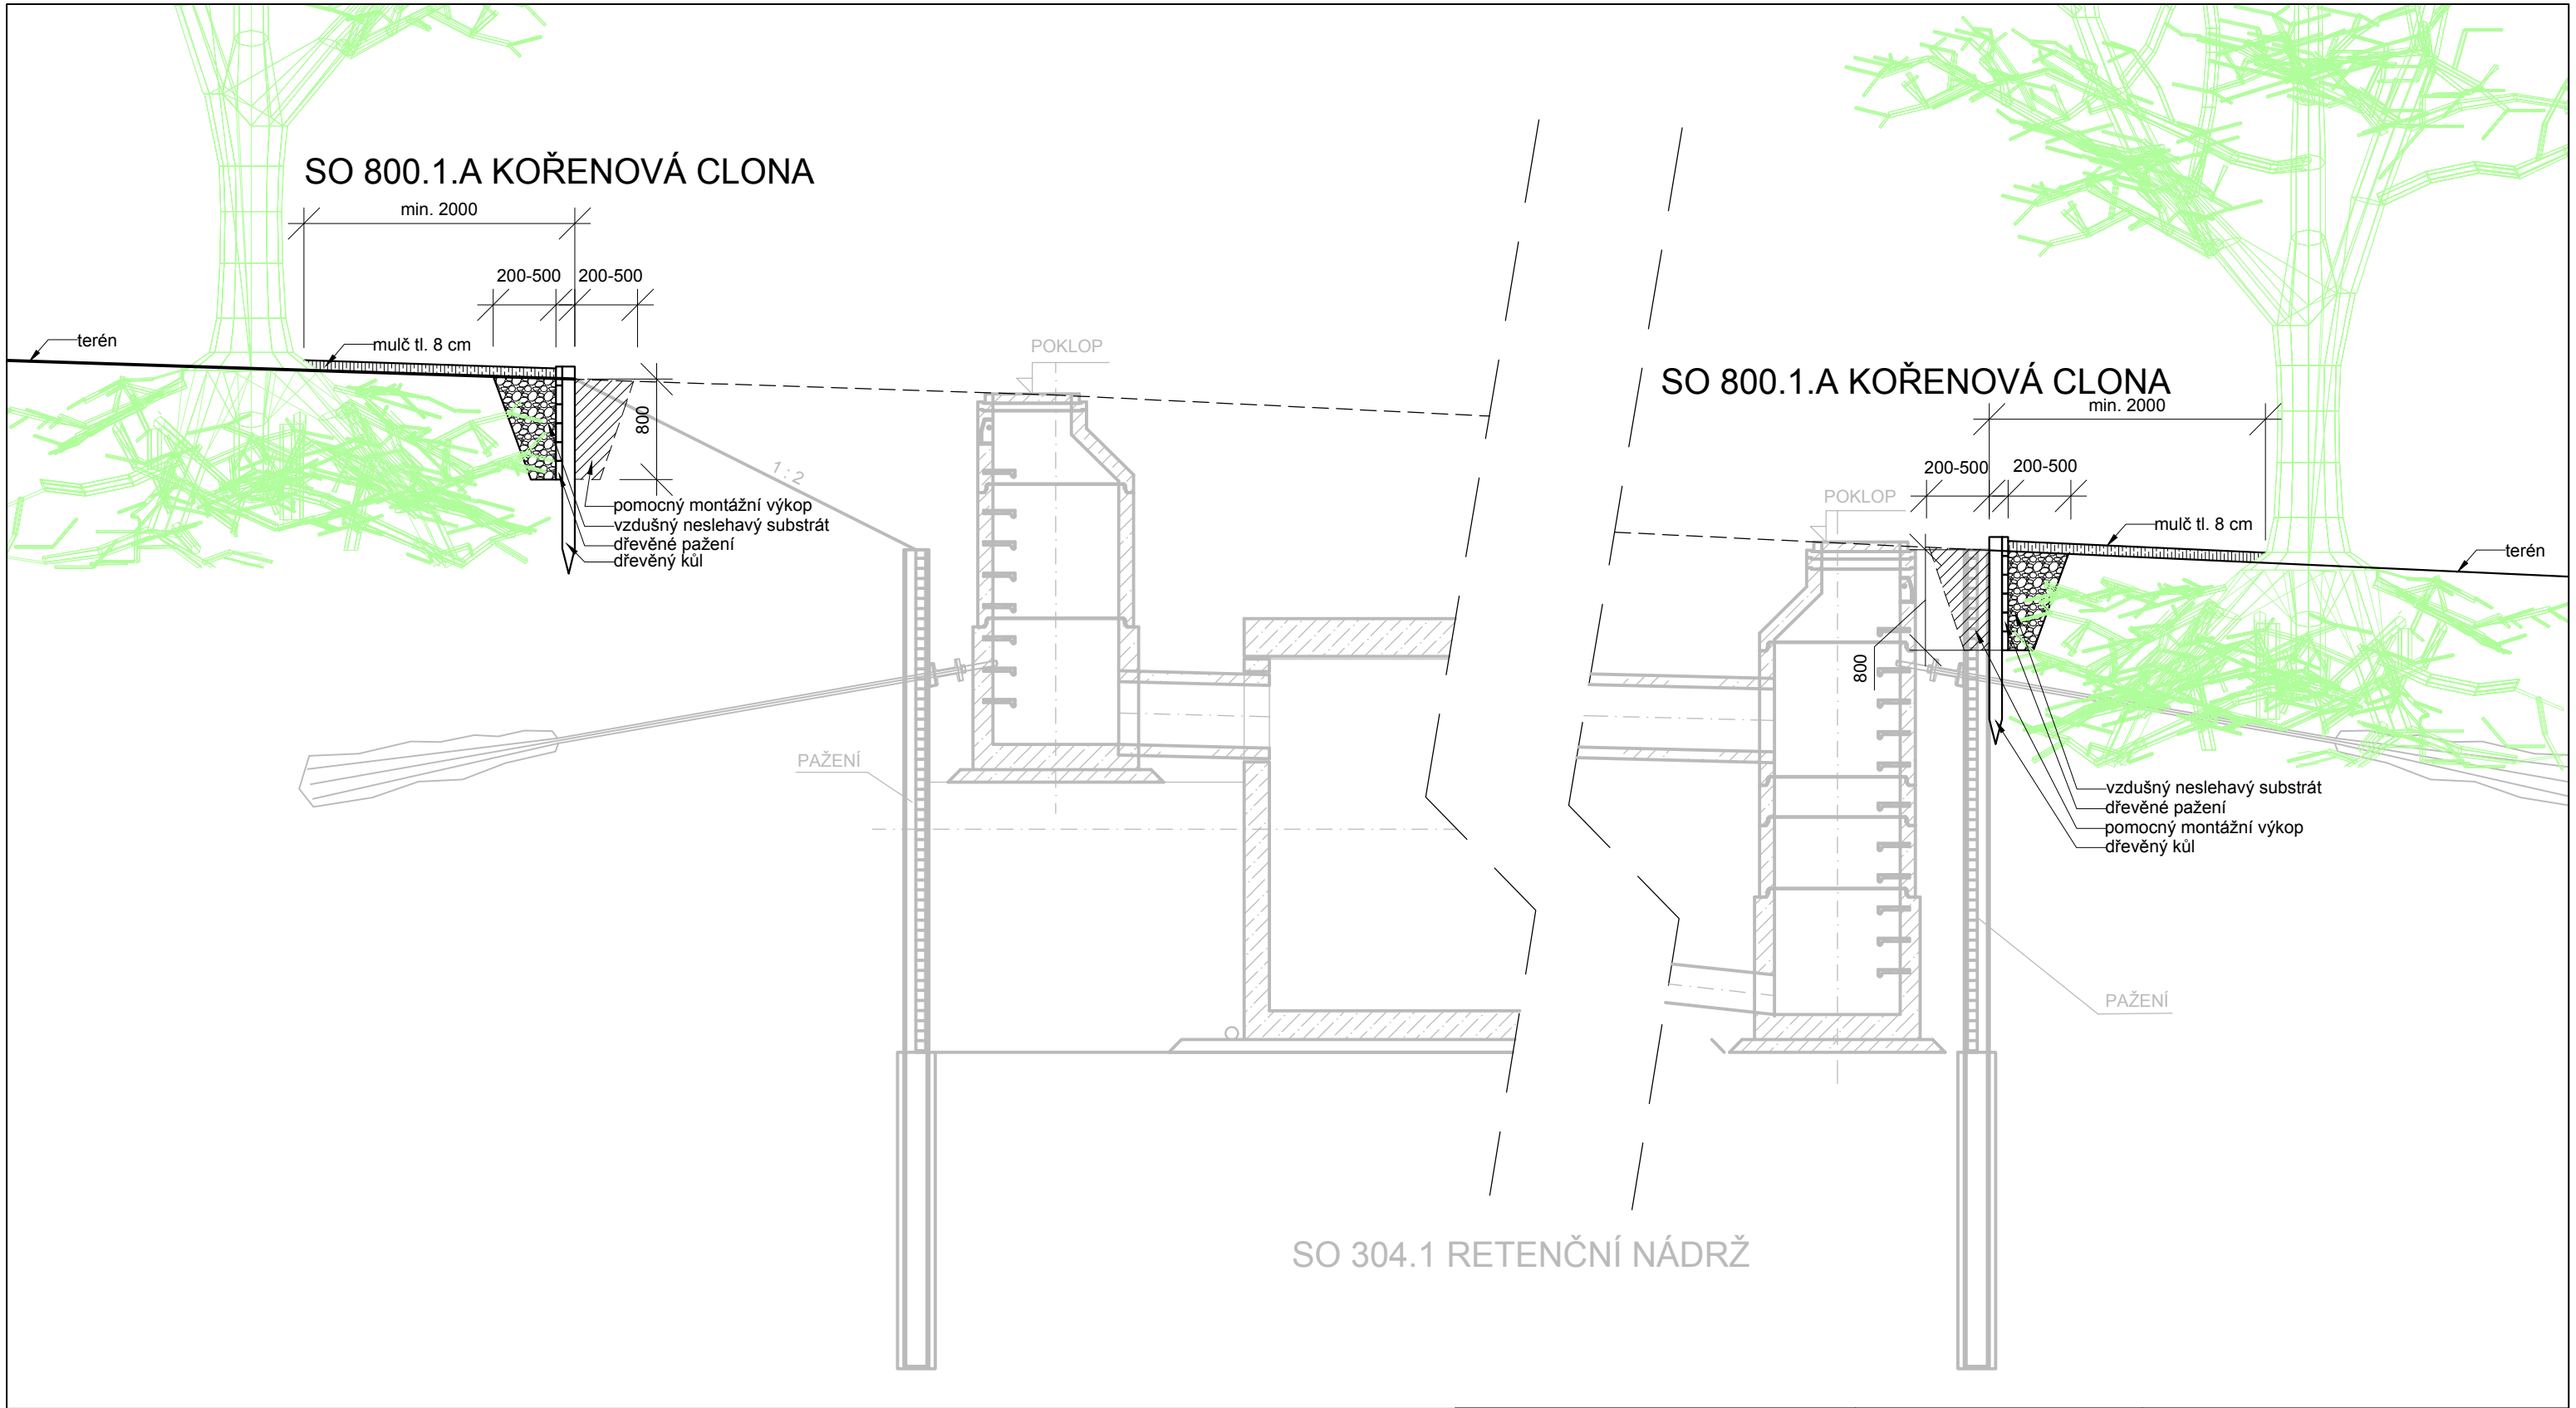 SO 800.1.A KOŘENOVÁ CLONA
min. 2000
200-500
200-500
terén
mulč tl. 8 cm
800
1:2
pomocný montážní výkop
vzdušný neslehavý substrát
dřevěné pažení
dřevěný kůl
POKLOP
PAŽENÍ
SO 800.1.A KOŘENOVÁ CLONA
min. 2000
200-500
200-500
POKLOP
mulč tl. 8 cm
terén
800
vzdušný neslehavý substrát
dřevěné pažení
pomocný montážní výkop
dřevěný kůl
PAŽENÍ
SO 304.1 RETENČNÍ NÁDRŽ